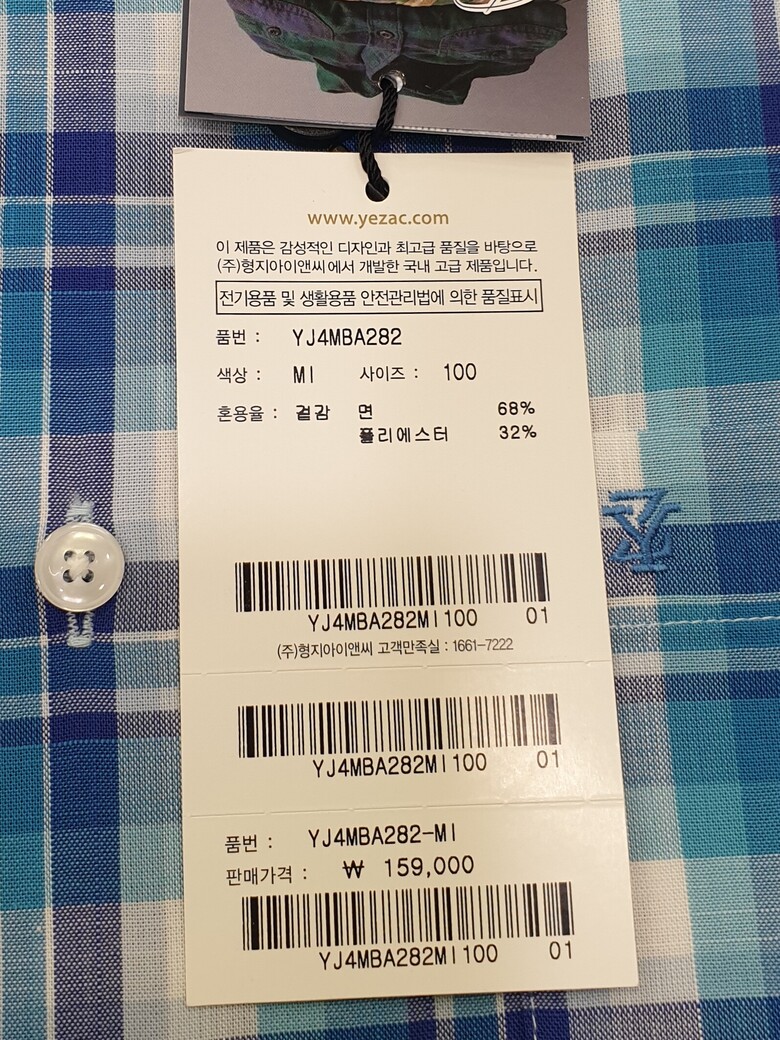 www.yezac.com
이 제품은 감성적인 디자인과 최고급 품질을 바탕으로
(주)형지아이앤씨에서 개발한 국내 고급 제품입니다.
전기용품 및 생활용품 안전관리법에 의한 품질표시
품번 : YJ4MBA282
색상 : MI 사이즈 : 100
혼용율 : 겉감 면 68%
폴리에스터 32%
YJ4MBA282MI100 01
(주)형지아이앤씨 고객만족실 : 1661-7222
YJ4MBA282MI100 01
품번 : YJ4MBA282-MI
판매가격 : ₩ 159,000
YJ4MBA282MI100 01